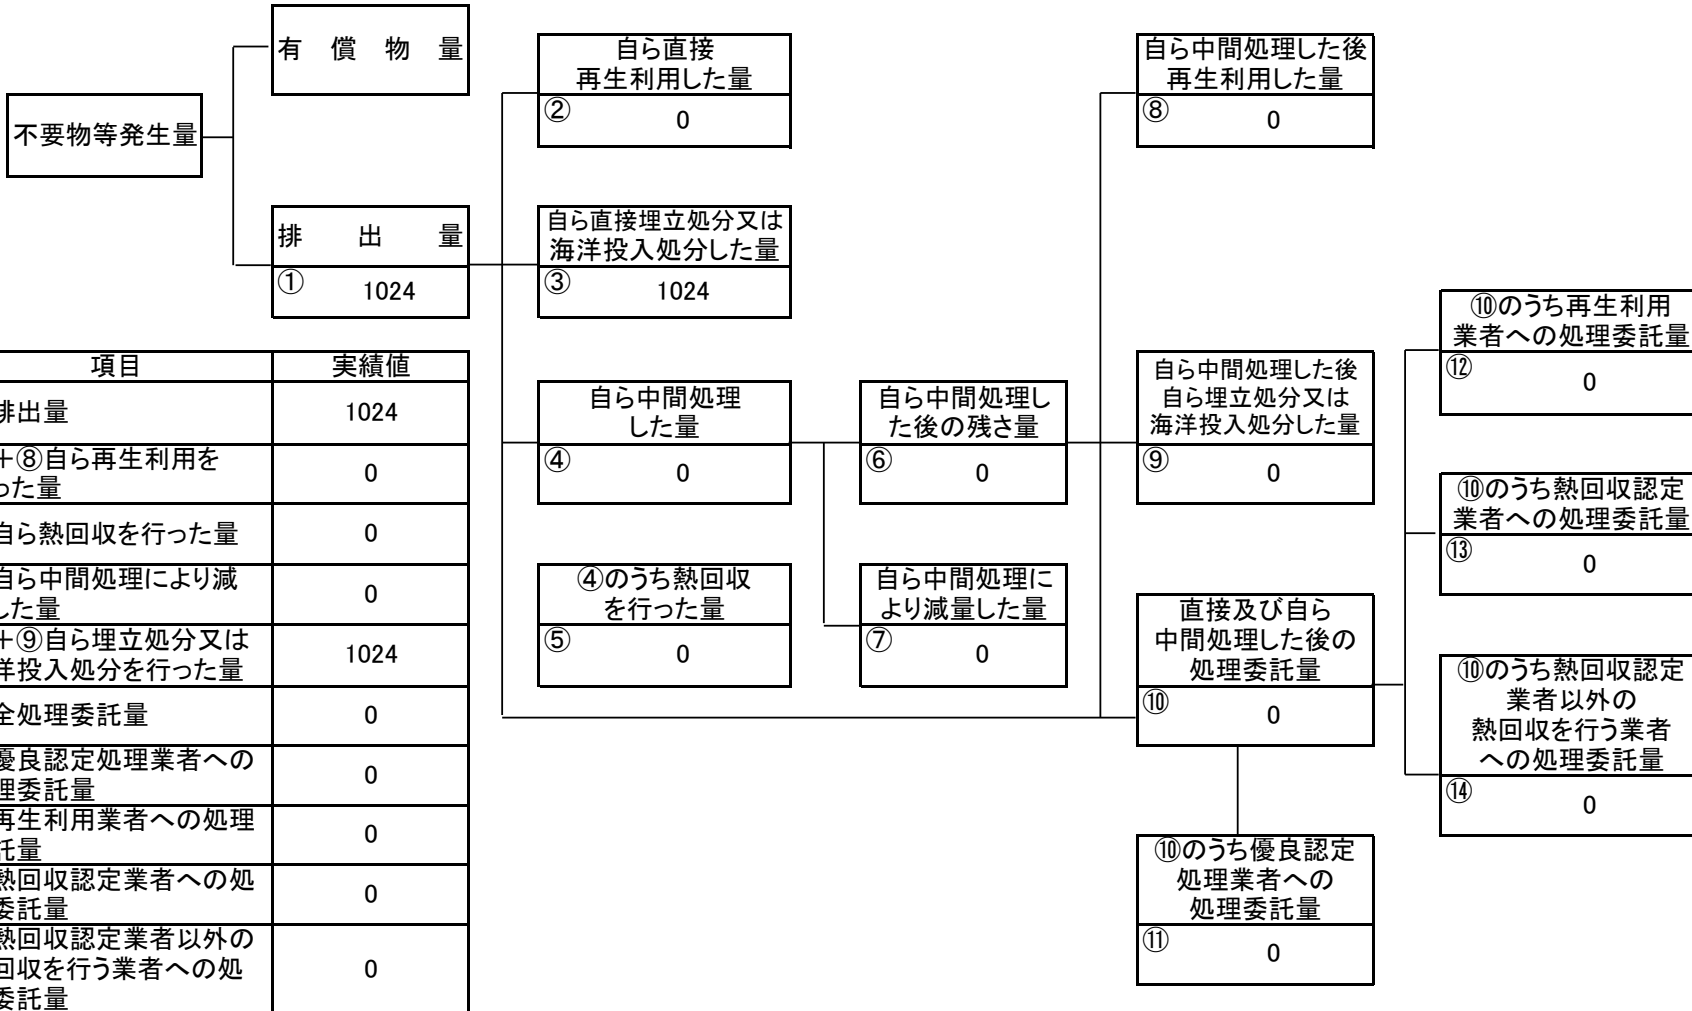 有償物量
不要物等発生量
排出量
① 1024
自ら直接
再生利用した量
② 0
自ら直接埋立処分又は
海洋投入処分した量
③ 1024
自ら中間処理
した量
④ 0
④のうち熱回収
を行った量
⑤ 0
自ら中間処理し
た後の残さ量
⑥ 0
自ら中間処理に
より減量した量
⑦ 0
自ら中間処理した後
再生利用した量
⑧ 0
自ら中間処理した後
自ら埋立処分又は
海洋投入処分した量
⑨ 0
直接及び自ら
中間処理した後の
処理委託量
⑩ 0
⑩のうち優良認定
処理業者への
処理委託量
⑪ 0
⑩のうち再生利用
業者への処理委託量
⑫ 0
⑩のうち熱回収認定
業者への処理委託量
⑬ 0
⑩のうち熱回収認定
業者以外の
熱回収を行う業者
への処理委託量
⑭ 0
項目 実績値
排出量 1024
+⑧自ら再生利用を
った量 0
自ら熱回収を行った量 0
自ら中間処理により減
した量 0
+⑨自ら埋立処分又は
洋投入処分を行った量 1024
全処理委託量 0
優良認定処理業者への
理委託量 0
再生利用業者への処理
託量 0
熱回収認定業者への処
委託量 0
熱回収認定業者以外の
回収を行う業者への処
委託量 0